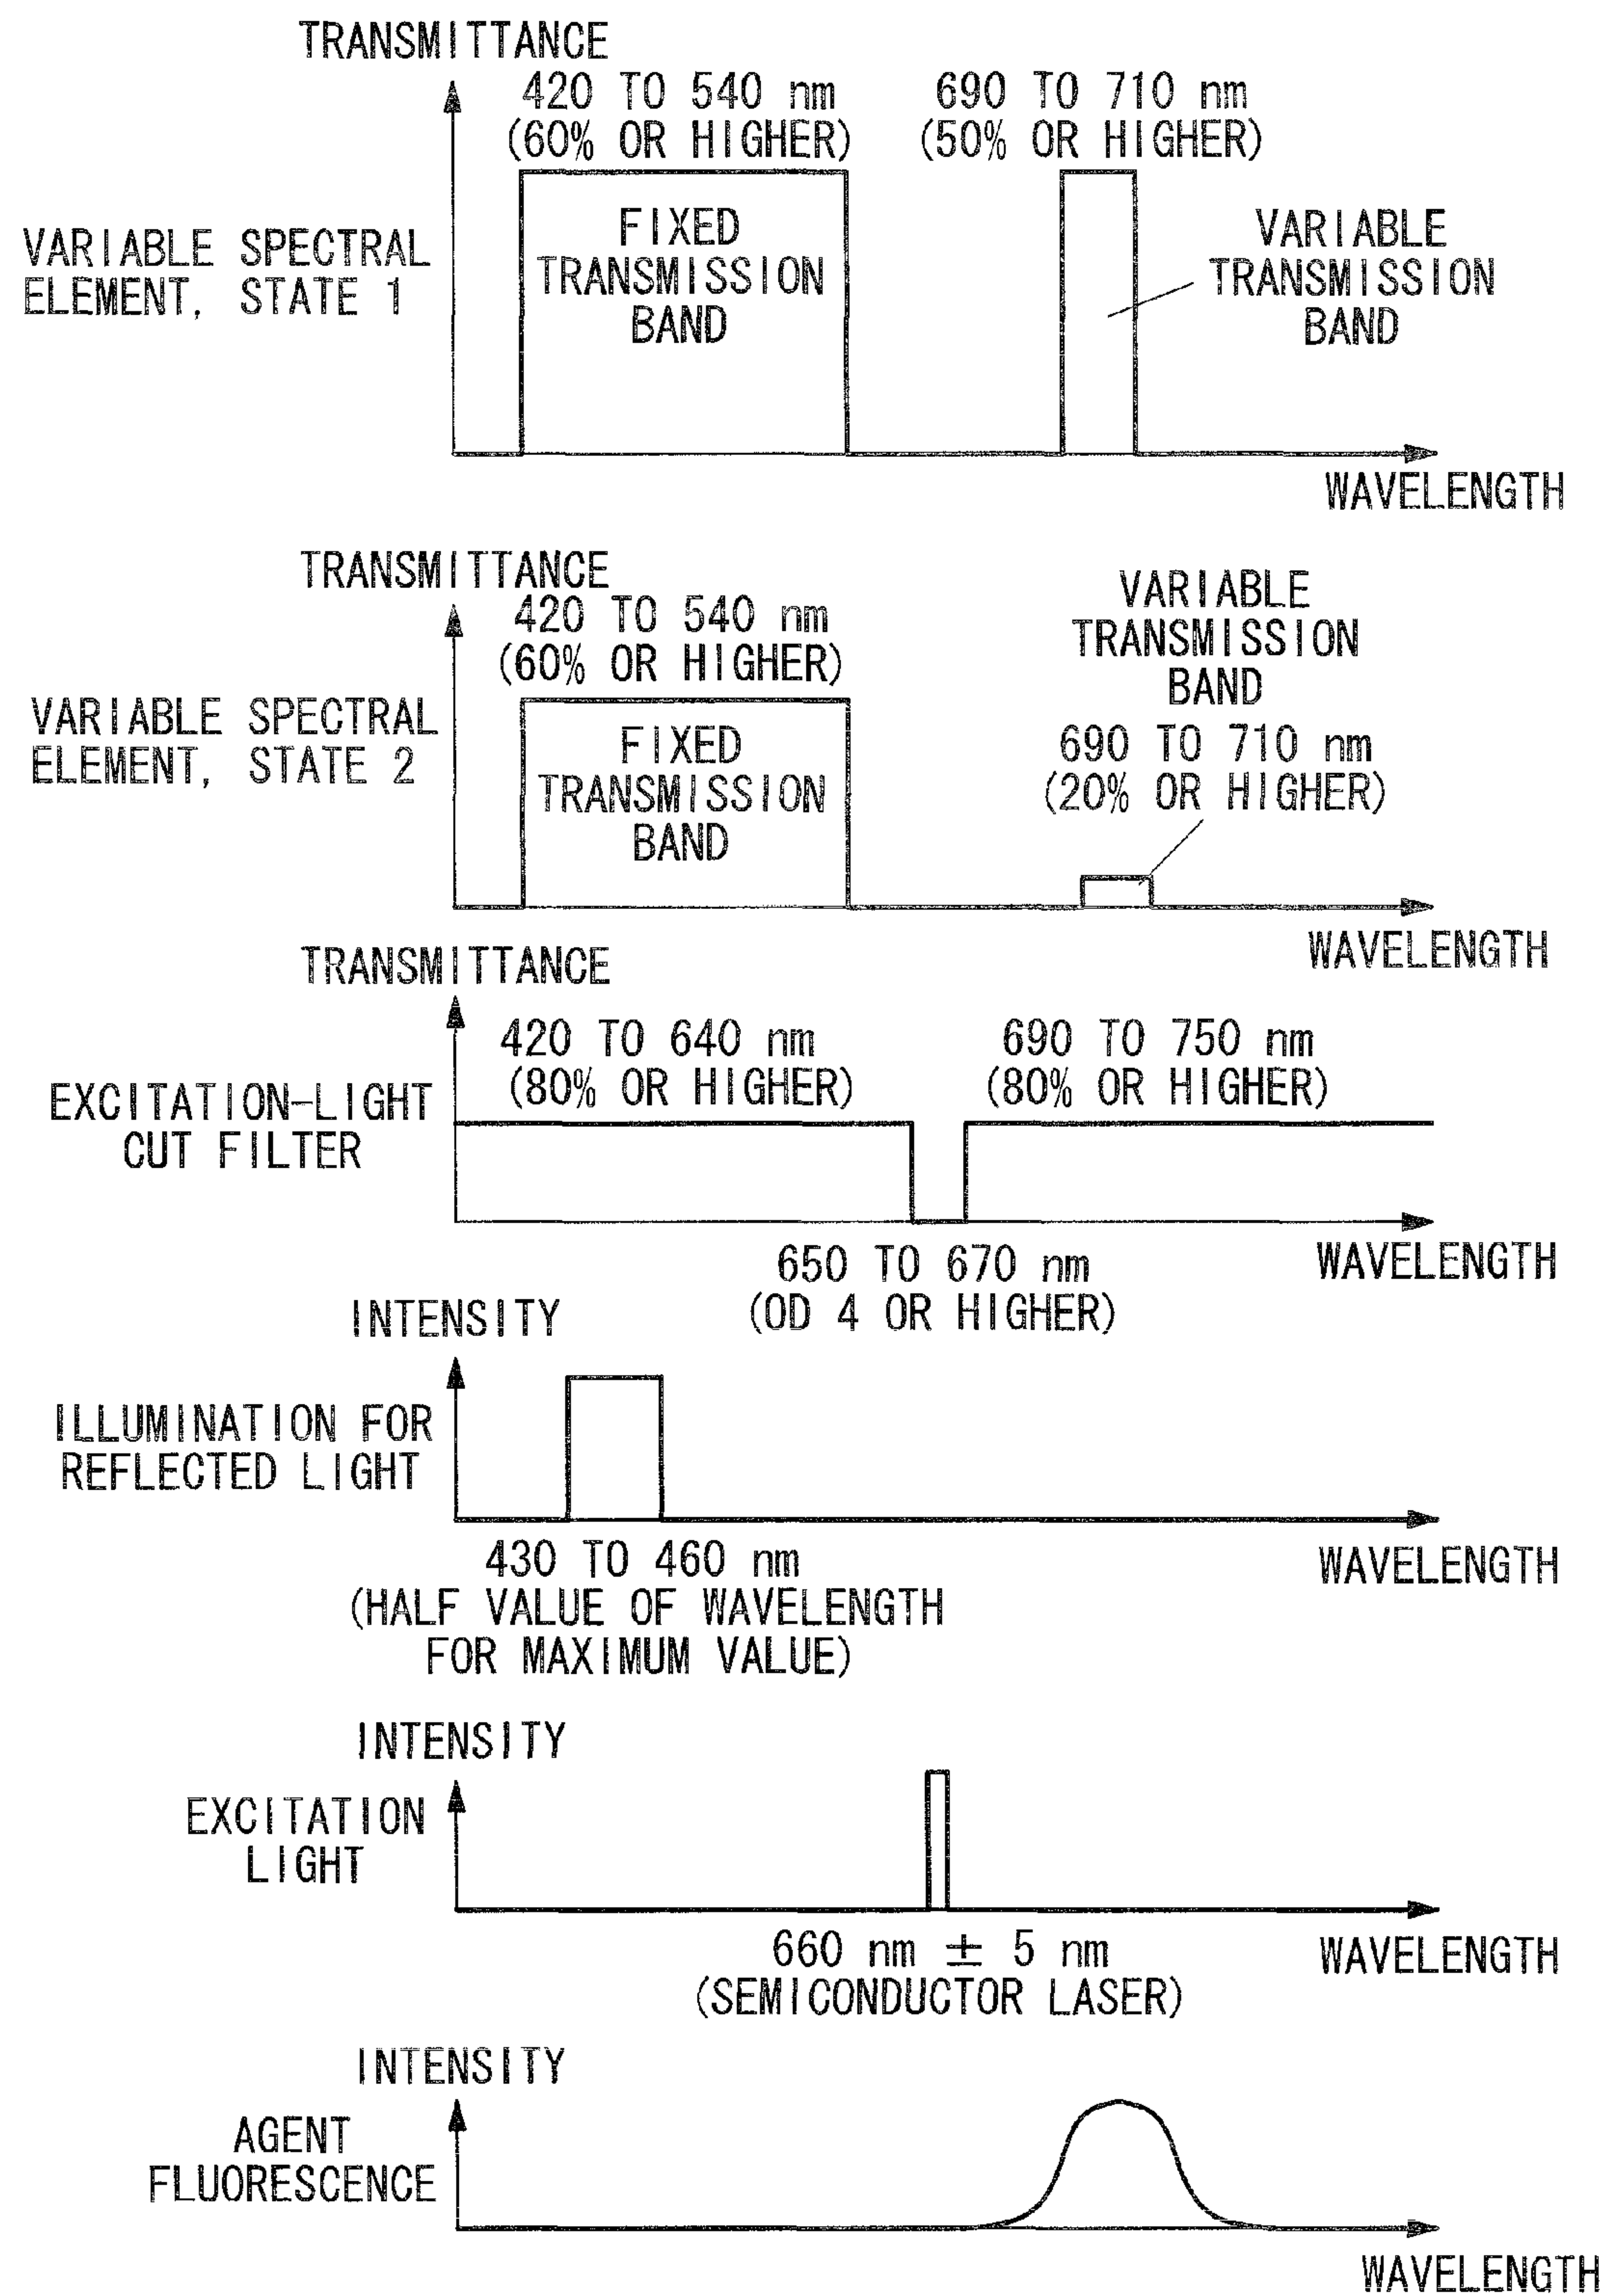 TRANSMITTANCE
420 TO 540 nm
(60% OR HIGHER)
690 TO 710 nm
(50% OR HIGHER)
VARIABLE SPECTRAL
ELEMENT, STATE 1
FIXED
TRANSMISSION
BAND
VARIABLE
TRANSMISSION
BAND
WAVELENGTH
TRANSMITTANCE
420 TO 540 nm
(60% OR HIGHER)
VARIABLE
TRANSMISSION
BAND
690 TO 710 nm
(20% OR HIGHER)
VARIABLE SPECTRAL
ELEMENT, STATE 2
FIXED
TRANSMISSION
BAND
WAVELENGTH
TRANSMITTANCE
420 TO 640 nm
(80% OR HIGHER)
690 TO 750 nm
(80% OR HIGHER)
EXCITATION-LIGHT
CUT FILTER
650 TO 670 nm
(OD 4 OR HIGHER)
WAVELENGTH
INTENSITY
ILLUMINATION FOR
REFLECTED LIGHT
430 TO 460 nm
(HALF VALUE OF WAVELENGTH
FOR MAXIMUM VALUE)
WAVELENGTH
INTENSITY
EXCITATION
LIGHT
660 nm ± 5 nm
(SEMICONDUCTOR LASER)
WAVELENGTH
INTENSITY
AGENT
FLUORESCENCE
WAVELENGTH